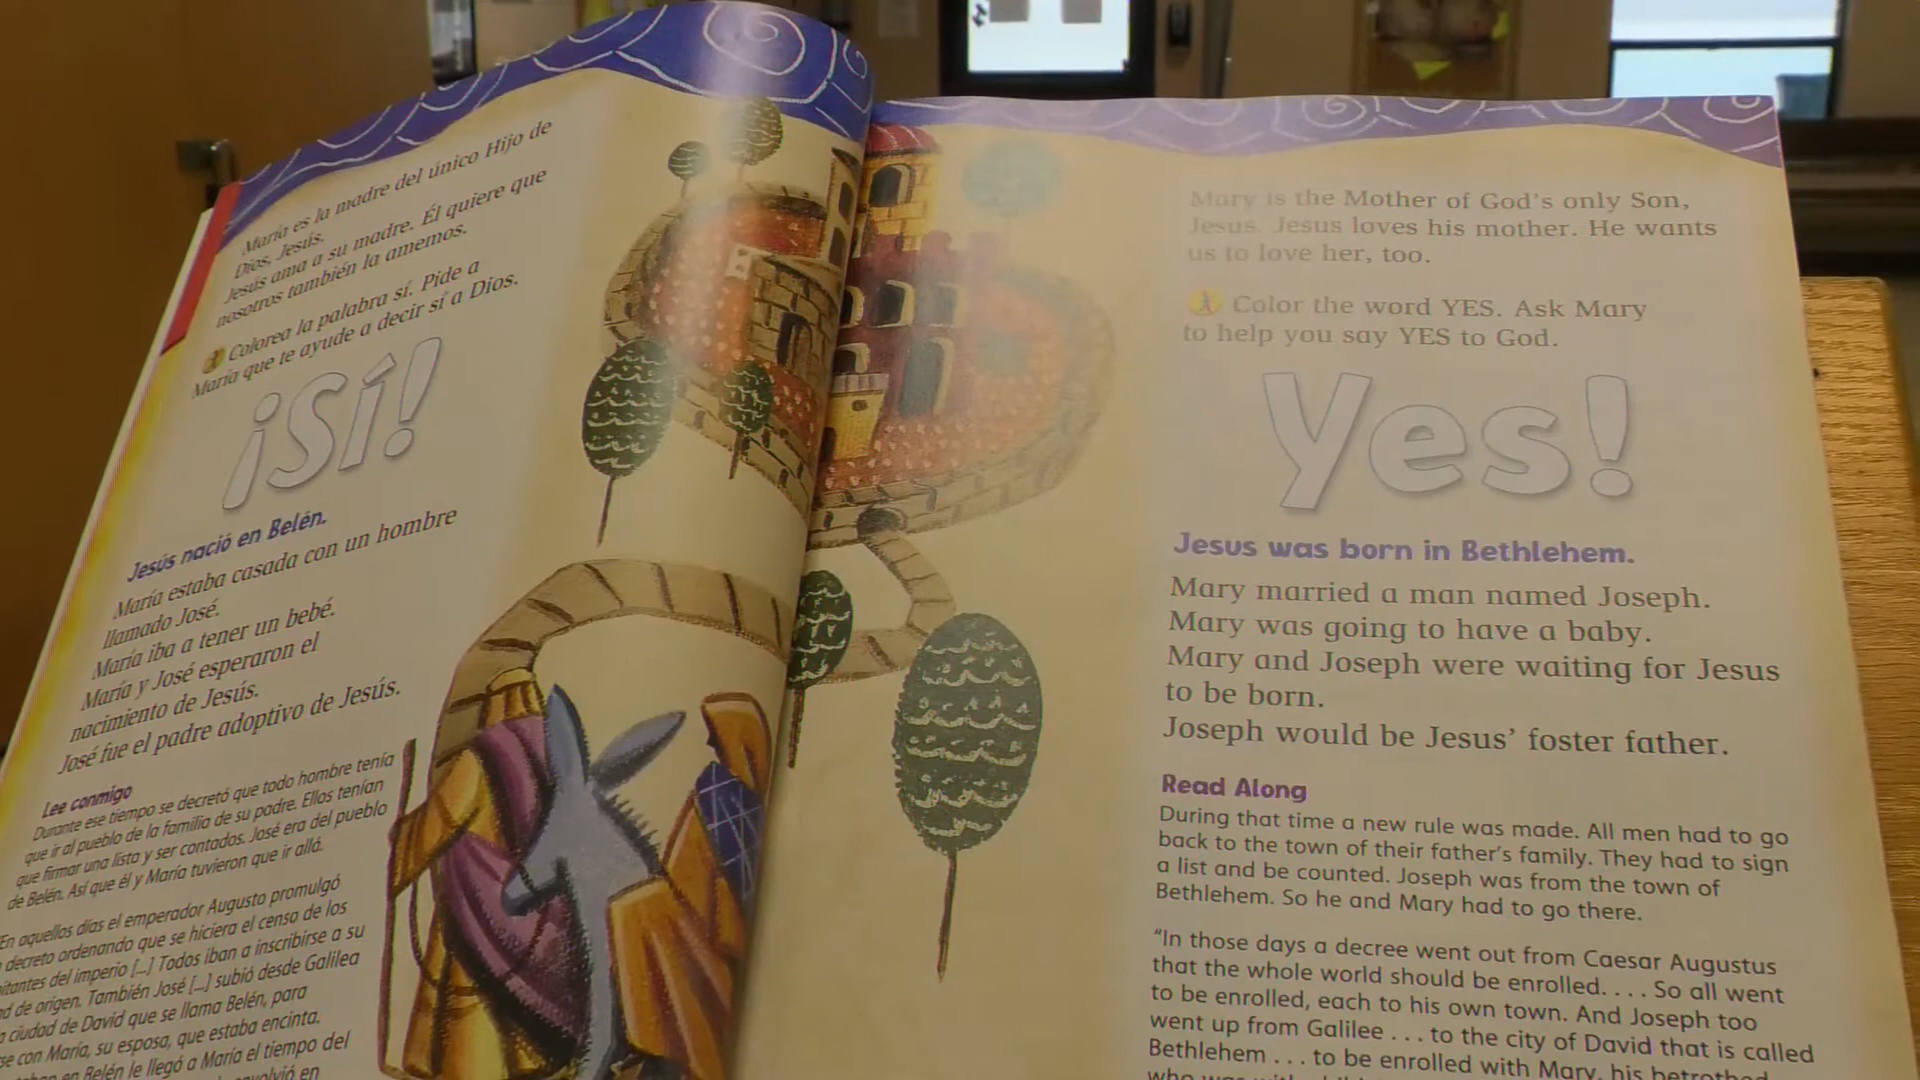 María es la madre del único Hijo de
Dios, Jesús.
Jesús ama a su madre. Él quiere que
nosotros también la amemos.
Colorea la palabra sí. Pide a
María que te ayude a decir sí a Dios.
¡Sí!
Jesús nació en Belén.
María estaba casada con un hombre
llamado José.
María iba a tener un bebé.
María y José esperaron el
nacimiento de Jesús.
José fue el padre adoptivo de Jesús.
Lee conmigo
Durante ese tiempo se decretó que todo hombre tenía
que ir al pueblo de la familia de su padre. Ellos tenían
que firmar una lista y ser contados. José era del pueblo
de Belén. Así que él y María tuvieron que ir allá.
"En aquellos días el emperador Augusto promulgó
decreto ordenando que se hiciera el censo de los
del imperio [...] Todos iban a inscribirse a su
de origen. También José [...] subió desde Galilea
ciudad de David que se llama Belén, para
con María, su esposa, que estaba encinta.
en Belén le llegó a María el tiempo del
en
Mary is the Mother of God's only Son,
Jesus. Jesus loves his mother. He wants
us to love her, too.
Color the word YES. Ask Mary
to help you say YES to God.
Yes!
Jesus was born in Bethlehem.
Mary married a man named Joseph.
Mary was going to have a baby.
Mary and Joseph were waiting for Jesus
to be born.
Joseph would be Jesus' foster father.
Read Along
During that time a new rule was made. All men had to go
back to the town of their father's family. They had to sign
a list and be counted. Joseph was from the town of
Bethlehem. So he and Mary had to go there.
"In those days a decree went out from Caesar Augustus
that the whole world should be enrolled. . . . So all went
to be enrolled, each to his own town. And Joseph too
went up from Galilee . . . to the city of David that is called
Bethlehem . . . to be enrolled with Mary, his betrothed,
who was